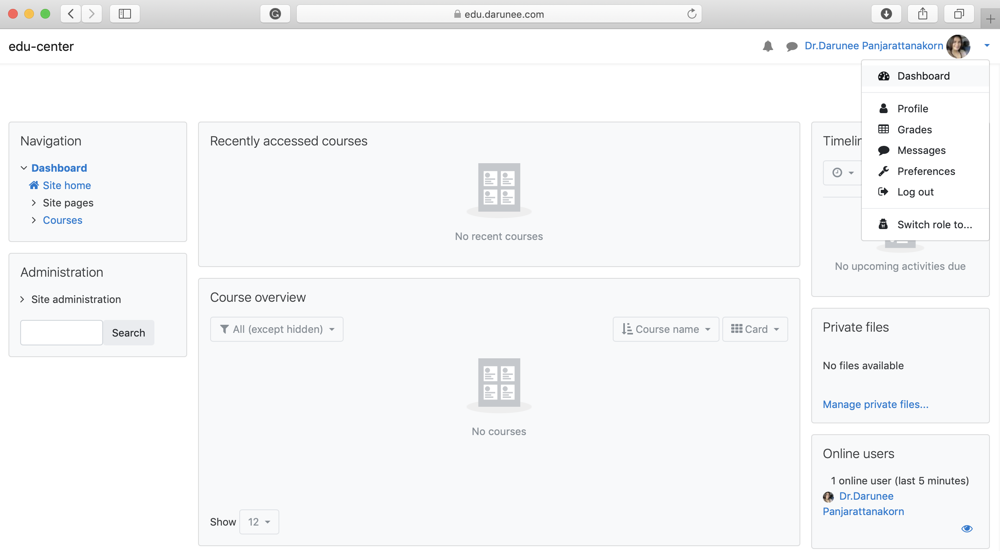 edu.darunee.com
edu-center
Dr.Darunee Panjarattanakorn
Dashboard
Profile
Grades
Messages
Preferences
Log out
Switch role to...
Navigation
Dashboard
Site home
Site pages
Courses
Administration
Site administration
Search
Recently accessed courses
No recent courses
Course overview
All (except hidden)
Course name
Card
No courses
Show 12
No upcoming activities due
Private files
No files available
Manage private files...
Online users
1 online user (last 5 minutes)
Dr.Darunee
Panjarattanakorn